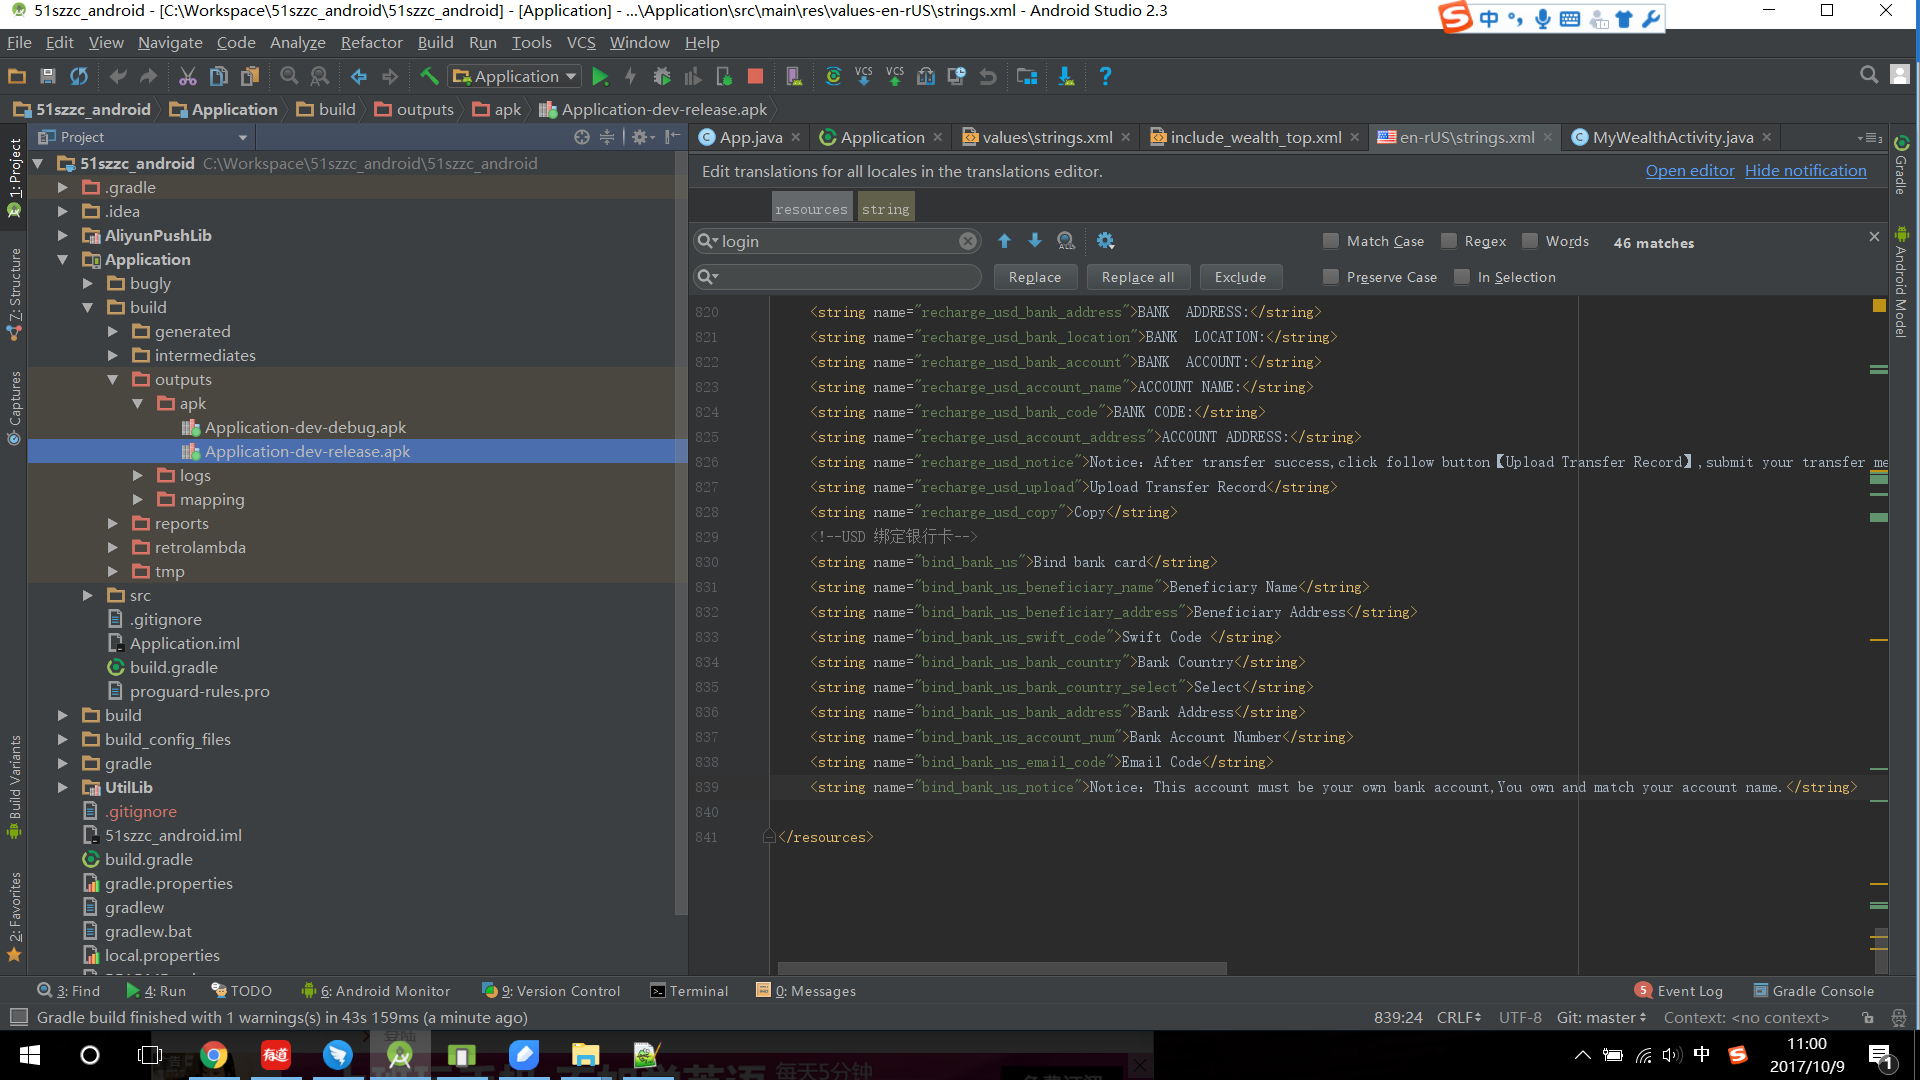 51szzc_android - [C:\Workspace\51szzc_android\51szzc_android] - [Application] - ...\Application\src\main\res\values-en-rUS\strings.xml - Android Studio 2.3
中
File Edit View Navigate Code Analyze Refactor Build Run Tools VCS Window Help
Application
VCS VCS
51szzc_android Application build outputs apk Application-dev-release.apk
Project
App.java Application values\strings.xml include_wealth_top.xml en-rUS\strings.xml MyWealthActivity.java
51szzc_android C:\Workspace\51szzc_android\51szzc_android
.gradle
.idea
AliyunPushLib
Application
bugly
build
generated
intermediates
outputs
apk
Application-dev-debug.apk
Application-dev-release.apk
logs
mapping
reports
retrolambda
tmp
src
.gitignore
Application.iml
build.gradle
proguard-rules.pro
build
build_config_files
gradle
UtilLib
.gitignore
51szzc_android.iml
build.gradle
gradle.properties
gradlew
gradlew.bat
local.properties
1: Project
Z: Structure
Captures
Build Variants
2: Favorites
Edit translations for all locales in the translations editor. Open editor Hide notification
resources string
login Match Case Regex Words 46 matches
Replace Replace all Exclude Preserve Case In Selection
820 <string name="recharge_usd_bank_address">BANK  ADDRESS:</string>
821 <string name="recharge_usd_bank_location">BANK  LOCATION:</string>
822 <string name="recharge_usd_bank_account">BANK  ACCOUNT:</string>
823 <string name="recharge_usd_account_name">ACCOUNT NAME:</string>
824 <string name="recharge_usd_bank_code">BANK CODE:</string>
825 <string name="recharge_usd_account_address">ACCOUNT ADDRESS:</string>
826 <string name="recharge_usd_notice">Notice: After transfer success,click follow button【Upload Transfer Record】,submit your transfer me
827 <string name="recharge_usd_upload">Upload Transfer Record</string>
828 <string name="recharge_usd_copy">Copy</string>
829 <!--USD 绑定银行卡-->
830 <string name="bind_bank_us">Bind bank card</string>
831 <string name="bind_bank_us_beneficiary_name">Beneficiary Name</string>
832 <string name="bind_bank_us_beneficiary_address">Beneficiary Address</string>
833 <string name="bind_bank_us_swift_code">Swift Code </string>
834 <string name="bind_bank_us_bank_country">Bank Country</string>
835 <string name="bind_bank_us_bank_country_select">Select</string>
836 <string name="bind_bank_us_bank_address">Bank Address</string>
837 <string name="bind_bank_us_account_num">Bank Account Number</string>
838 <string name="bind_bank_us_email_code">Email Code</string>
839 <string name="bind_bank_us_notice">Notice: This account must be your own bank account,You own and match your account name.</string>
840
841 </resources>
Gradle
Android Model
3: Find 4: Run TODO 6: Android Monitor 9: Version Control Terminal 0: Messages 5 Event Log Gradle Console
Gradle build finished with 1 warnings(s) in 43s 159ms (a minute ago) 839:24 CRLF UTF-8 Git: master Context: <no context>
有道
每天5分钟
中
11:00
2017/10/9
1